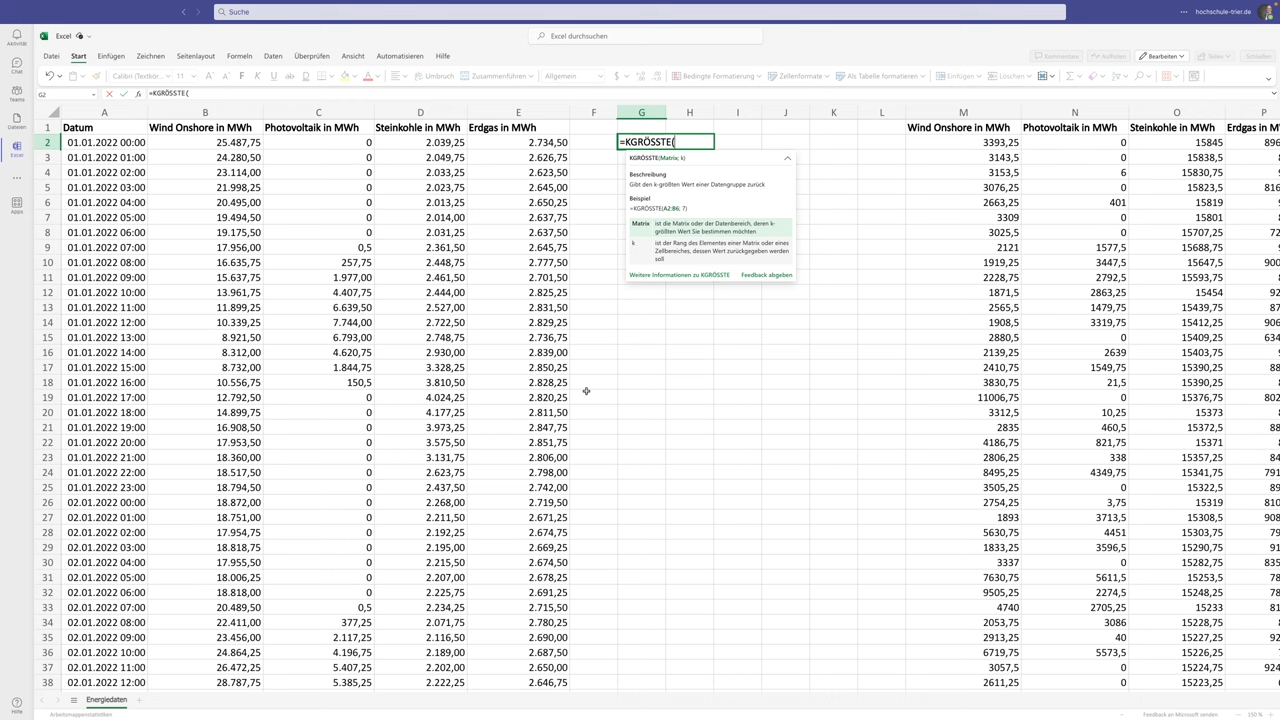 Suche
hochschule-trier.de
Aktivität
Chat
Teams
Dateien
Excel
Apps
Hilfe
Excel
Excel durchsuchen
Datei Start Einfügen Zeichnen Seitenlayout Formeln Daten Überprüfen Ansicht Automatisieren Hilfe
Kommentare Aufholen Bearbeiten Teilen Schließen
Calibri (Textkör... 11 F K U ab D A Umbruch Zusammenführen Allgemein $ Bedingte Formatierung Zellenformate Als Tabelle formatieren Einfügen Löschen
G2 =KGRÖSSTE(
A B C D E F G H I J K L M N O P
1 Datum Wind Onshore in MWh Photovoltaik in MWh Steinkohle in MWh Erdgas in MWh Wind Onshore in MWh Photovoltaik in MWh Steinkohle in MWh Erdgas in M
2 01.01.2022 00:00 25.487,75 0 2.039,25 2.734,50 =KGRÖSSTE( 3393,25 0 15845 896
3 01.01.2022 01:00 24.280,50 0 2.049,75 2.626,75 3143,5 0 15838,5
4 01.01.2022 02:00 23.114,00 0 2.033,25 2.623,50 3153,5 6 15830,75
5 01.01.2022 03:00 21.998,25 0 2.023,75 2.645,00 3076,25 0 15823,5
6 01.01.2022 04:00 20.495,50 0 2.013,25 2.650,25 2663,25 401 15819
7 01.01.2022 05:00 19.494,50 0 2.014,00 2.637,75 3309 0 15801
8 01.01.2022 06:00 18.081,50 0 2.031,25 2.637,50 3025,5 0 15707,25
9 01.01.2022 07:00 17.956,00 0,5 2.361,50 2.645,75 2121 0 15688,75
10 01.01.2022 08:00 16.635,75 257,75 2.448,75 2.777,50 1919,25 3447,5 15647,5 900
11 01.01.2022 09:00 15.637,75 1.977,00 2.461,50 2.701,50 2228,75 0 15593,75
12 01.01.2022 10:00 13.961,75 4.407,75 2.444,00 2.825,25 1871,5 2863,25 15454
13 01.01.2022 11:00 11.899,25 6.639,50 2.507,00 2.831,50 2565,5 1479,75 15439,75
14 01.01.2022 12:00 10.339,25 7.744,00 2.722,50 2.829,25 1908,5 3319,75 15412,25 906
15 01.01.2022 13:00 8.921,50 6.793,00 2.748,75 2.736,75 2880,5 0 15409,25 634
16 01.01.2022 14:00 8.312,00 4.620,75 2.930,00 2.839,00 2139,25 2639 15403,75
17 01.01.2022 15:00 8.732,00 1.844,75 3.328,25 2.850,25 2410,75 1549,75 15390,25
18 01.01.2022 16:00 10.556,75 150,5 3.810,50 2.828,25 3830,75 21,5 15390,25
19 01.01.2022 17:00 12.792,50 0 4.024,25 2.820,25 11006,75 0 15376,75 802
20 01.01.2022 18:00 14.899,75 0 4.177,25 2.811,50 3312,5 10,25 15373
21 01.01.2022 19:00 16.908,50 0 3.973,25 2.847,75 2835 460,5 15372,5
22 01.01.2022 20:00 17.953,50 0 3.575,50 2.851,75 4186,75 821,75 15371
23 01.01.2022 21:00 18.360,00 0 3.131,75 2.806,00 2806,25 338 15357,25
24 01.01.2022 22:00 18.517,50 0 2.623,75 2.798,00 8495,25 4349,75 15341,75 791
25 01.01.2022 23:00 18.794,50 0 2.437,50 2.742,00 3505,25 0 15322,5
26 02.01.2022 00:00 18.872,00 0 2.268,00 2.719,50 2754,25 3,75 15319 810
27 02.01.2022 01:00 18.751,00 0 2.211,50 2.671,25 1893 3713,5 15308,5
28 02.01.2022 02:00 17.954,75 0 2.192,25 2.674,75 5630,75 4451 15303,75
29 02.01.2022 03:00 18.818,75 0 2.215,75 2.669,25 1833,25 3596,5 15290,75
30 02.01.2022 04:00 17.955,50 0 2.215,50 2.674,50 3337 0 15282,75 835
31 02.01.2022 05:00 18.006,25 0 2.207,00 2.678,25 7630,75 5611,5 15253,5
32 02.01.2022 06:00 18.818,00 0 2.225,75 2.691,25 9505,25 2274,5 15248,25
33 02.01.2022 07:00 20.489,50 0,5 2.234,25 2.715,50 4740 2705,25 15233
34 02.01.2022 08:00 22.411,00 377,25 2.071,75 2.780,25 2053,75 3086 15228,75
35 02.01.2022 09:00 23.456,00 2.117,25 2.116,50 2.690,00 2913,25 40 15227,25
36 02.01.2022 10:00 24.864,25 4.196,75 2.189,00 2.687,50 6719,75 5573,5 15226,25
37 02.01.2022 11:00 26.472,25 5.407,25 2.202,00 2.650,00 3057,5 0 15224,75 924
38 02.01.2022 12:00 28.787,75 5.385,25 2.222,25 2.646,75 2611,25 0 15223,25
KGRÖSSTE(Matrix; k)
Beschreibung
Gibt den k-größten Wert einer Datengruppe zurück
Beispiel
=KGRÖSSTE(A2:B6; 7)
Matrix ist die Matrix oder der Datenbereich, deren k-
größten Wert Sie bestimmen möchten
k ist der Rang des Elementes einer Matrix oder eines
Zellbereiches, dessen Wert zurückgegeben werden
soll
Weitere Informationen zu KGRÖSSTE Feedback abgeben
Energiedaten
Arbeitsmappenstatistiken Feedback an Microsoft senden 150 %